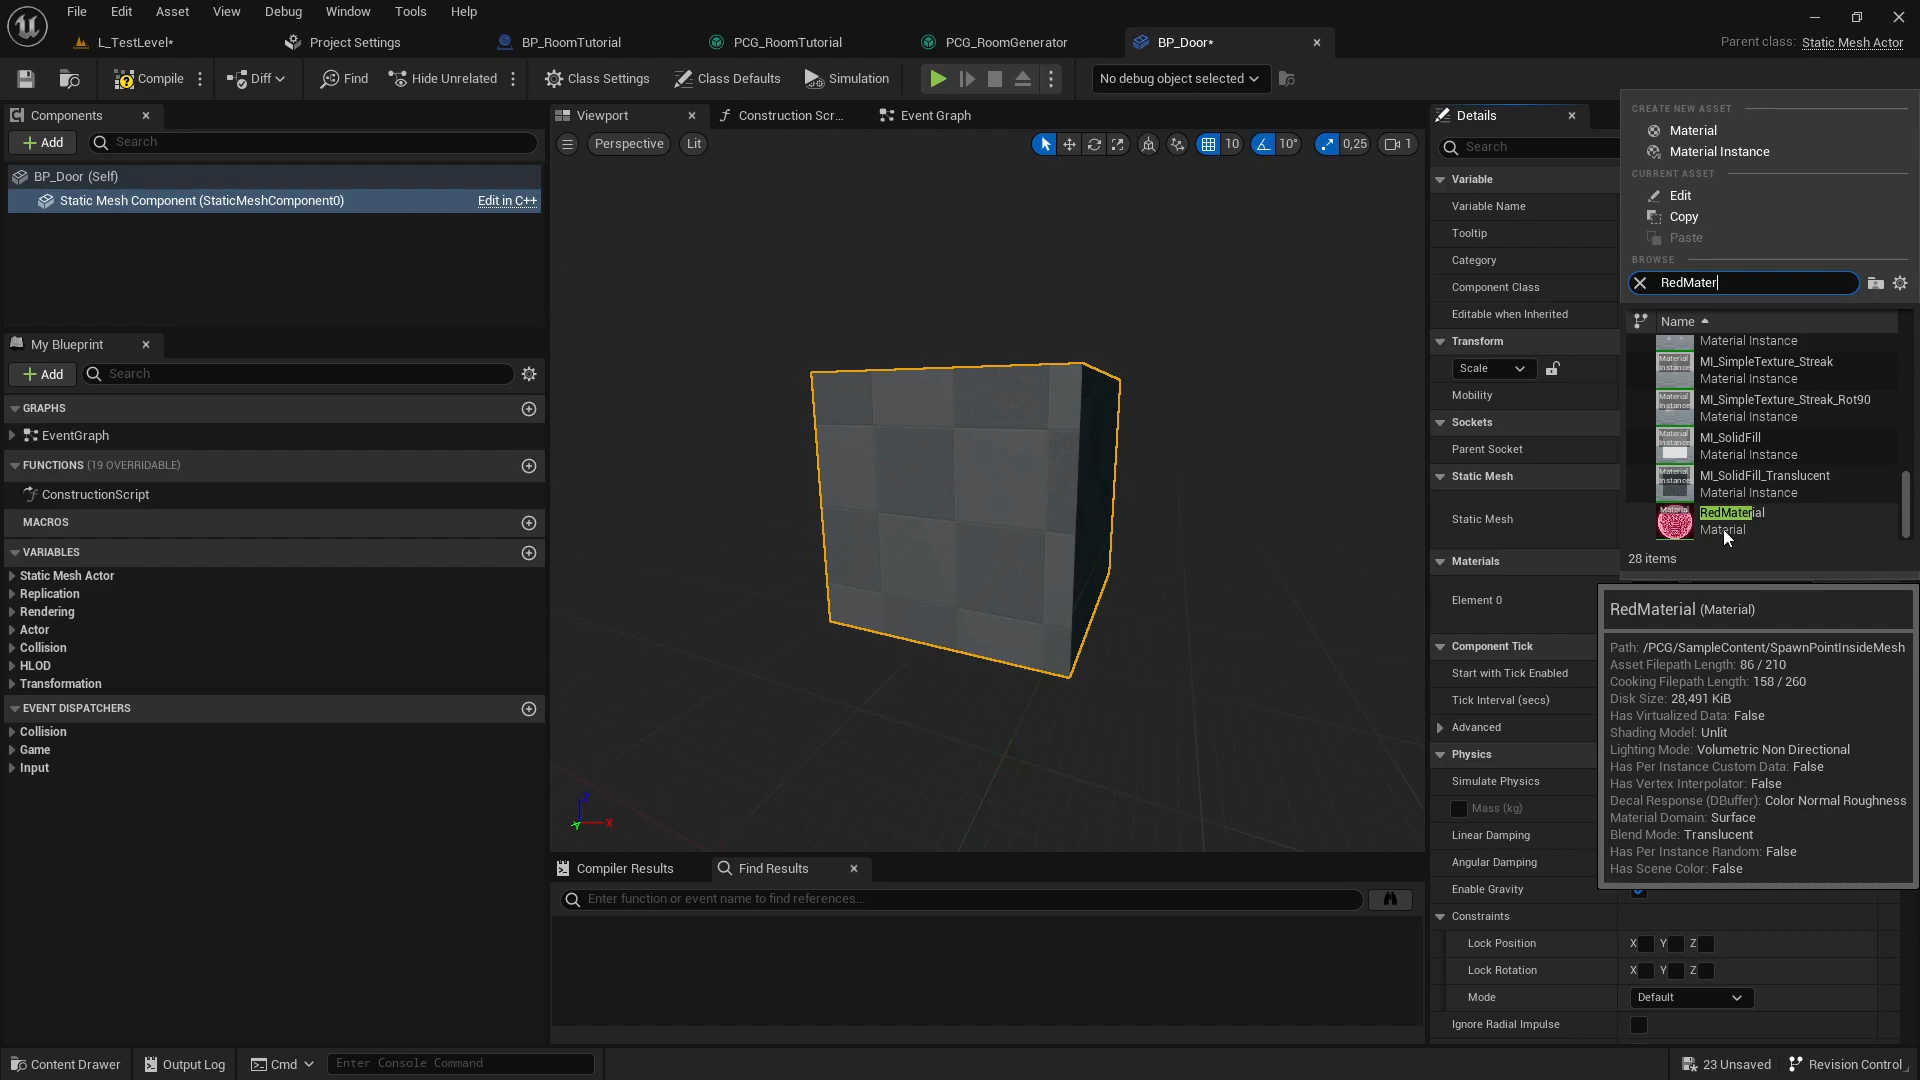 File Edit Asset View Debug Window Tools Help
L_TestLevel* Project Settings BP_RoomTutorial PCG_RoomTutorial PCG_RoomGenerator BP_Door* Parent class: Static Mesh Actor
Compile Diff Find Hide Unrelated Class Settings Class Defaults Simulation No debug object selected
Components
Add Search
BP_Door (Self)
Static Mesh Component (StaticMeshComponent0) Edit in C++
My Blueprint
Add Search
GRAPHS
EventGraph
FUNCTIONS (19 OVERRIDABLE)
ConstructionScript
MACROS
VARIABLES
Static Mesh Actor
Replication
Rendering
Actor
Collision
HLOD
Transformation
EVENT DISPATCHERS
Collision
Game
Input
Viewport Construction Scr... Event Graph
Perspective Lit 10 10° 0,25 1
Z
X
Y
Compiler Results Find Results
Enter function or event name to find references...
Details
Search
Variable
Variable Name
Tooltip
Category
Component Class
Editable when Inherited
Transform
Scale
Mobility
Sockets
Parent Socket
Static Mesh
Static Mesh
Materials
Element 0
Component Tick
Start with Tick Enabled
Tick Interval (secs)
Advanced
Physics
Simulate Physics
Mass (kg)
Linear Damping
Angular Damping
Enable Gravity
Constraints
Lock Position X Y Z
Lock Rotation X Y Z
Mode Default
Ignore Radial Impulse
CREATE NEW ASSET
Material
Material Instance
CURRENT ASSET
Edit
Copy
Paste
BROWSE
RedMater
Name
Material Instance
Material Instance MI_SimpleTexture_Streak
Material Instance
Material Instance MI_SimpleTexture_Streak_Rot90
Material Instance
Material Instance MI_SolidFill
Material Instance
Material Instance MI_SolidFill_Translucent
Material Instance
Material RedMaterial
Material
28 items
RedMaterial (Material)
Path: /PCG/SampleContent/SpawnPointInsideMesh
Asset Filepath Length: 86 / 210
Cooking Filepath Length: 158 / 260
Disk Size: 28,491 KiB
Has Virtualized Data: False
Shading Model: Unlit
Lighting Mode: Volumetric Non Directional
Has Per Instance Custom Data: False
Has Vertex Interpolator: False
Decal Response (DBuffer): Color Normal Roughness
Material Domain: Surface
Blend Mode: Translucent
Has Per Instance Random: False
Has Scene Color: False
Content Drawer Output Log Cmd Enter Console Command 23 Unsaved Revision Control